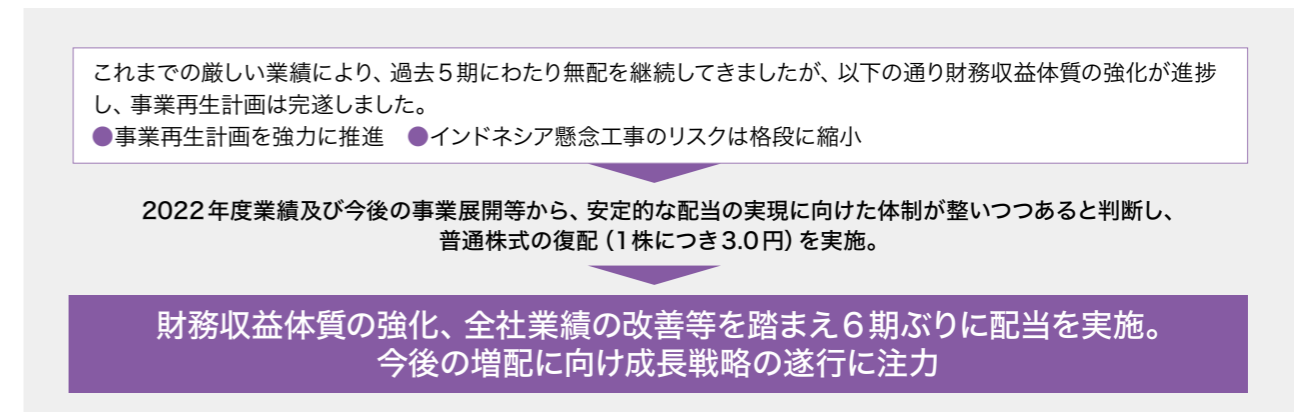 これまでの厳しい業績により、過去５期にわたり無配を継続してきましたが、以下の通り財務収益体質の強化が進捗
し、事業再生計画は完遂しました。
●事業再生計画を強力に推進　●インドネシア懸念工事のリスクは格段に縮小
2022年度業績及び今後の事業展開等から、安定的な配当の実現に向けた体制が整いつつあると判断し、
普通株式の復配（1株につき3.0円）を実施。
財務収益体質の強化、全社業績の改善等を踏まえ６期ぶりに配当を実施。
今後の増配に向け成長戦略の遂行に注力